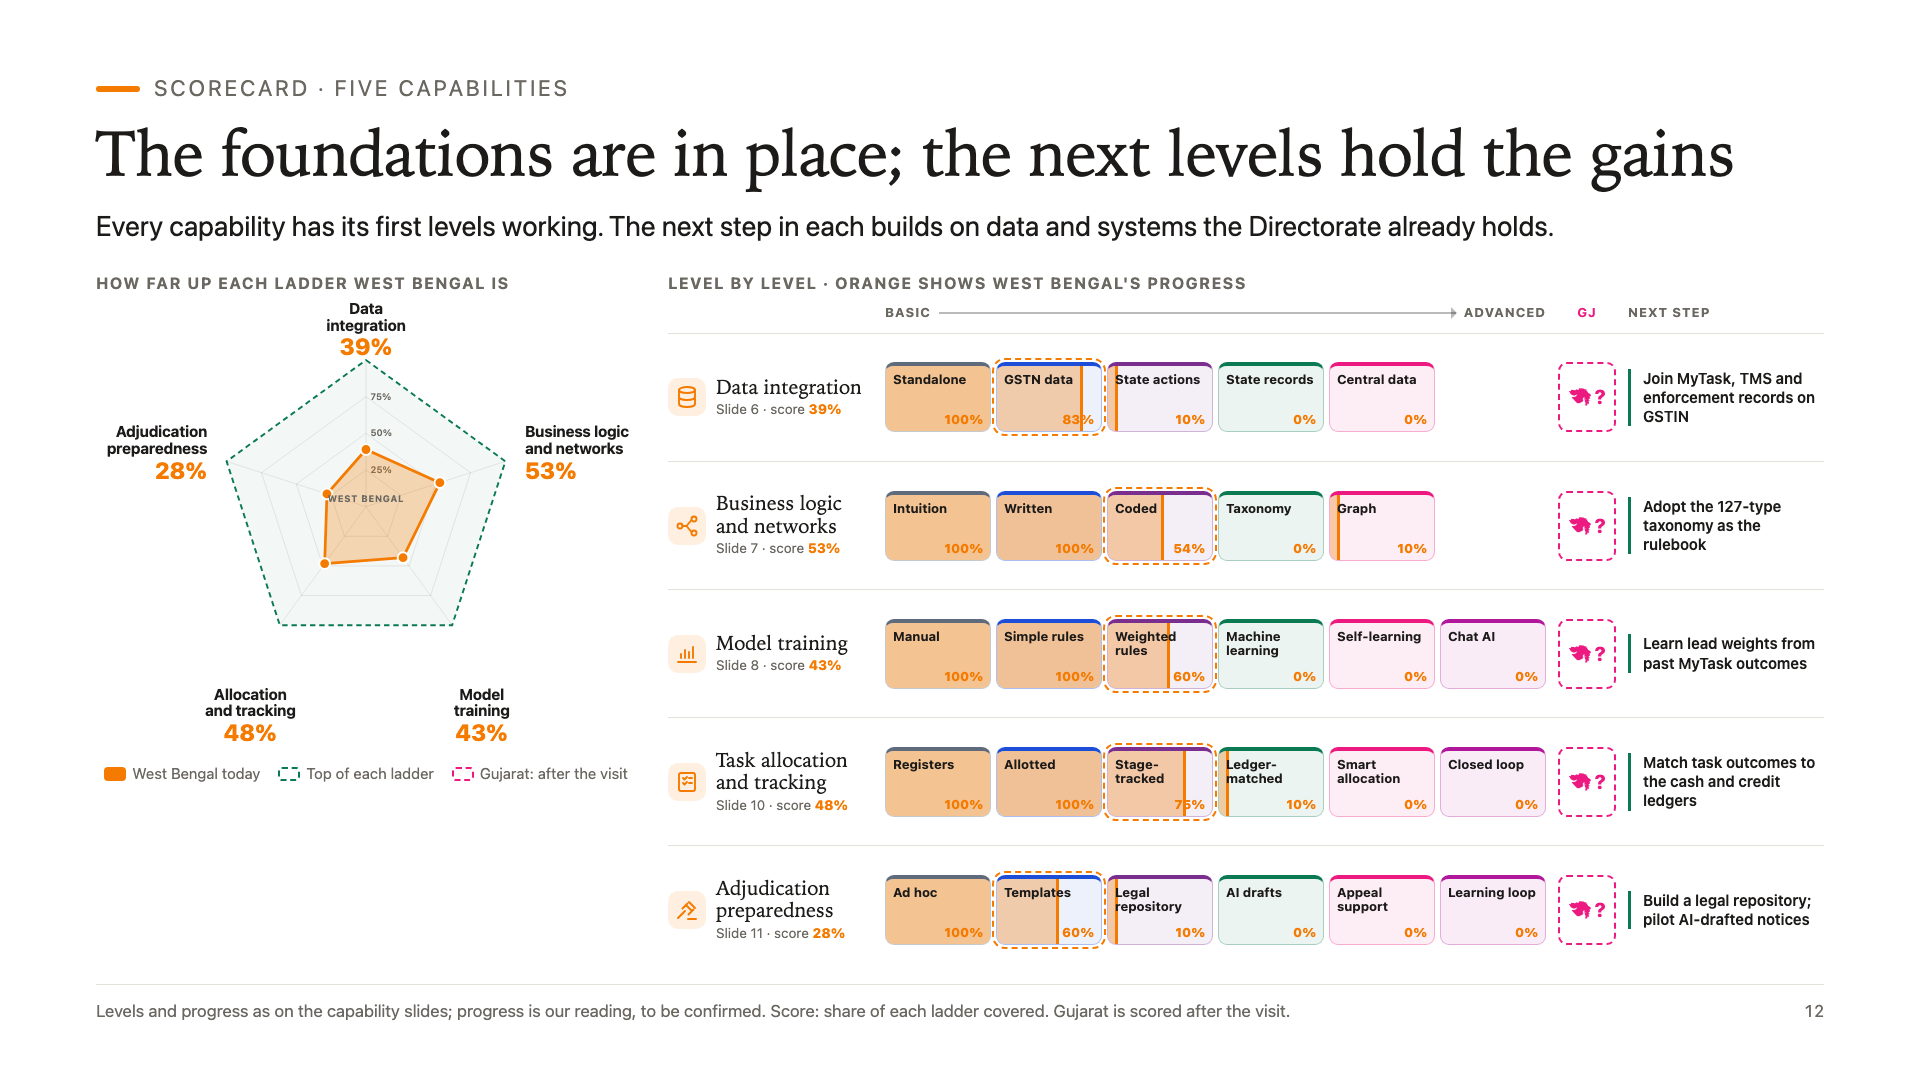 SCORECARD · FIVE CAPABILITIES
The foundations are in place; the next levels hold the gains
Every capability has its first levels working. The next step in each builds on data and systems the Directorate already holds.
HOW FAR UP EACH LADDER WEST BENGAL IS
Data
integration
39%
75%
50%
25%
WEST BENGAL
Adjudication
preparedness
28%
Business logic
and networks
53%
Allocation
and tracking
48%
Model
training
43%
West Bengal today
Top of each ladder
Gujarat: after the visit
LEVEL BY LEVEL · ORANGE SHOWS WEST BENGAL'S PROGRESS
BASIC
ADVANCED
GJ
NEXT STEP
Data integration
Slide 6 · score 39%
Standalone
100%
GSTN data
83%
State actions
10%
State records
0%
Central data
0%
?
Join MyTask, TMS and
enforcement records on
GSTIN
Business logic
and networks
Slide 7 · score 53%
Intuition
100%
Written
100%
Coded
54%
Taxonomy
0%
Graph
10%
?
Adopt the 127-type
taxonomy as the
rulebook
Model training
Slide 8 · score 43%
Manual
100%
Simple rules
100%
Weighted
rules
60%
Machine
learning
0%
Self-learning
0%
Chat AI
0%
?
Learn lead weights from
past MyTask outcomes
Task allocation
and tracking
Slide 10 · score 48%
Registers
100%
Allotted
100%
Stage-
tracked
75%
Ledger-
matched
10%
Smart
allocation
0%
Closed loop
0%
?
Match task outcomes to
the cash and credit
ledgers
Adjudication
preparedness
Slide 11 · score 28%
Ad hoc
100%
Templates
60%
Legal
repository
10%
AI drafts
0%
Appeal
support
0%
Learning loop
0%
?
Build a legal repository;
pilot AI-drafted notices
Levels and progress as on the capability slides; progress is our reading, to be confirmed. Score: share of each ladder covered. Gujarat is scored after the visit.
12